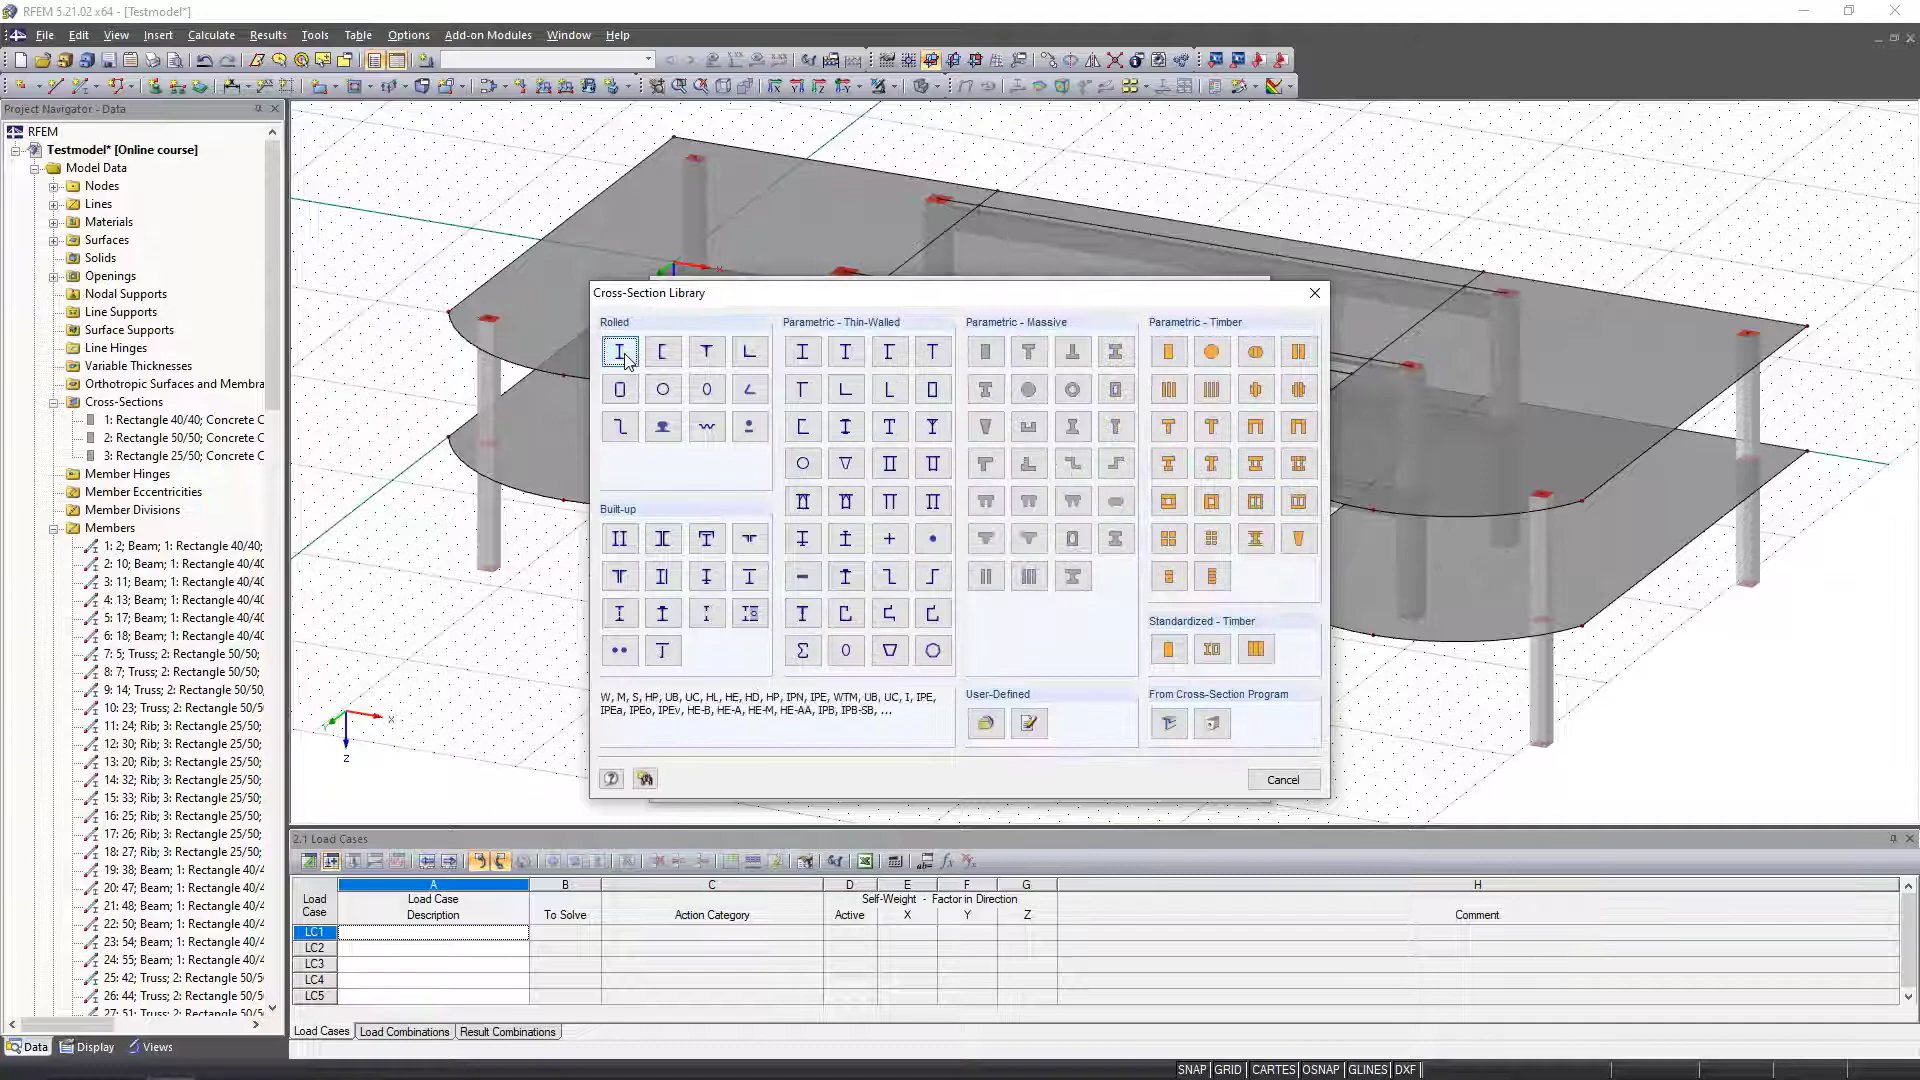 RFEM 5.21.02 x64 - [Testmodel*]
File Edit View Insert Calculate Results Tools Table Options Add-on Modules Window Help
Project Navigator - Data
RFEM
Testmodel* [Online course]
Model Data
Nodes
Lines
Materials
Surfaces
Solids
Openings
Nodal Supports
Line Supports
Surface Supports
Line Hinges
Variable Thicknesses
Orthotropic Surfaces and Membra
Cross-Sections
1: Rectangle 40/40; Concrete C
2: Rectangle 50/50; Concrete C
3: Rectangle 25/50; Concrete C
Member Hinges
Member Eccentricities
Member Divisions
Members
1: 2; Beam; 1: Rectangle 40/40;
2: 10; Beam; 1: Rectangle 40/40
3: 11; Beam; 1: Rectangle 40/40
4: 13; Beam; 1: Rectangle 40/40
5: 17; Beam; 1: Rectangle 40/40
6: 18; Beam; 1: Rectangle 40/40
7: 5; Truss; 2: Rectangle 50/50;
8: 7; Truss; 2: Rectangle 50/50;
9: 14; Truss; 2: Rectangle 50/50
10: 23; Truss; 2: Rectangle 50/5
11: 24; Rib; 3: Rectangle 25/50;
12: 30; Rib; 3: Rectangle 25/50;
13: 20; Rib; 3: Rectangle 25/50;
14: 32; Rib; 3: Rectangle 25/50;
15: 33; Rib; 3: Rectangle 25/50;
16: 25; Rib; 3: Rectangle 25/50;
17: 26; Rib; 3: Rectangle 25/50;
18: 27; Rib; 3: Rectangle 25/50;
19: 38; Beam; 1: Rectangle 40/4
20: 47; Beam; 1: Rectangle 40/4
21: 48; Beam; 1: Rectangle 40/4
22: 50; Beam; 1: Rectangle 40/4
23: 54; Beam; 1: Rectangle 40/4
24: 55; Beam; 1: Rectangle 40/4
25: 42; Truss; 2: Rectangle 50/5
26: 44; Truss; 2: Rectangle 50/5
27: 51; Truss; 2: Rectangle 50/5
Data Display Views
X
X
Z
Cross-Section Library
Rolled
Parametric - Thin-Walled
Parametric - Massive
Parametric - Timber
Built-up
Standardized - Timber
W, M, S, HP, UB, UC, HL, HE, HD, HP, IPN, IPE, WTM, UB, UC, I, IPE,
IPEa, IPEo, IPEv, HE-B, HE-A, HE-M, HE-AA, IPB, IPB-SB, ...
User-Defined
From Cross-Section Program
Cancel
2.1 Load Cases
A B C D E F G H
Load Case
Load Case Description
To Solve
Action Category
Self-Weight - Factor in Direction
Active X Y Z
Comment
LC1
LC2
LC3
LC4
LC5
Load Cases Load Combinations Result Combinations
SNAP GRID CARTES OSNAP GLINES DXF